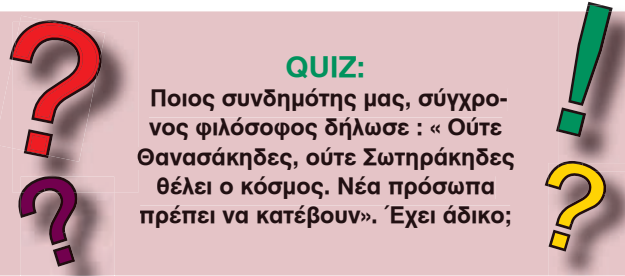 QUIZ:
Ποιος συνδημότης μας, σύγχρο-
νος φιλόσοφος δήλωσε : « Ούτε
Θανασάκηδες, ούτε Σωτηράκηδες
θέλει ο κόσμος. Νέα πρόσωπα
πρέπει να κατέβουν». Έχει άδικο;